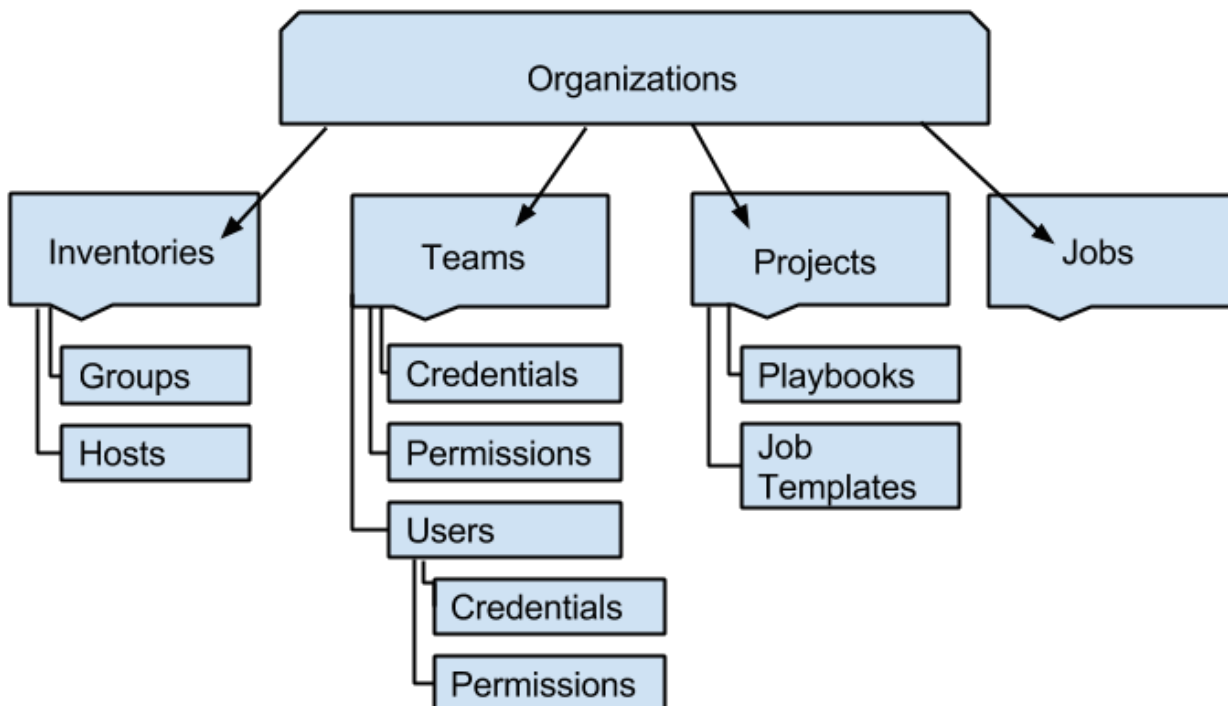 Organizations
Inventories
Teams
Projects
Jobs
Groups
Hosts
Credentials
Permissions
Users
Credentials
Permissions
Playbooks
Job
Templates